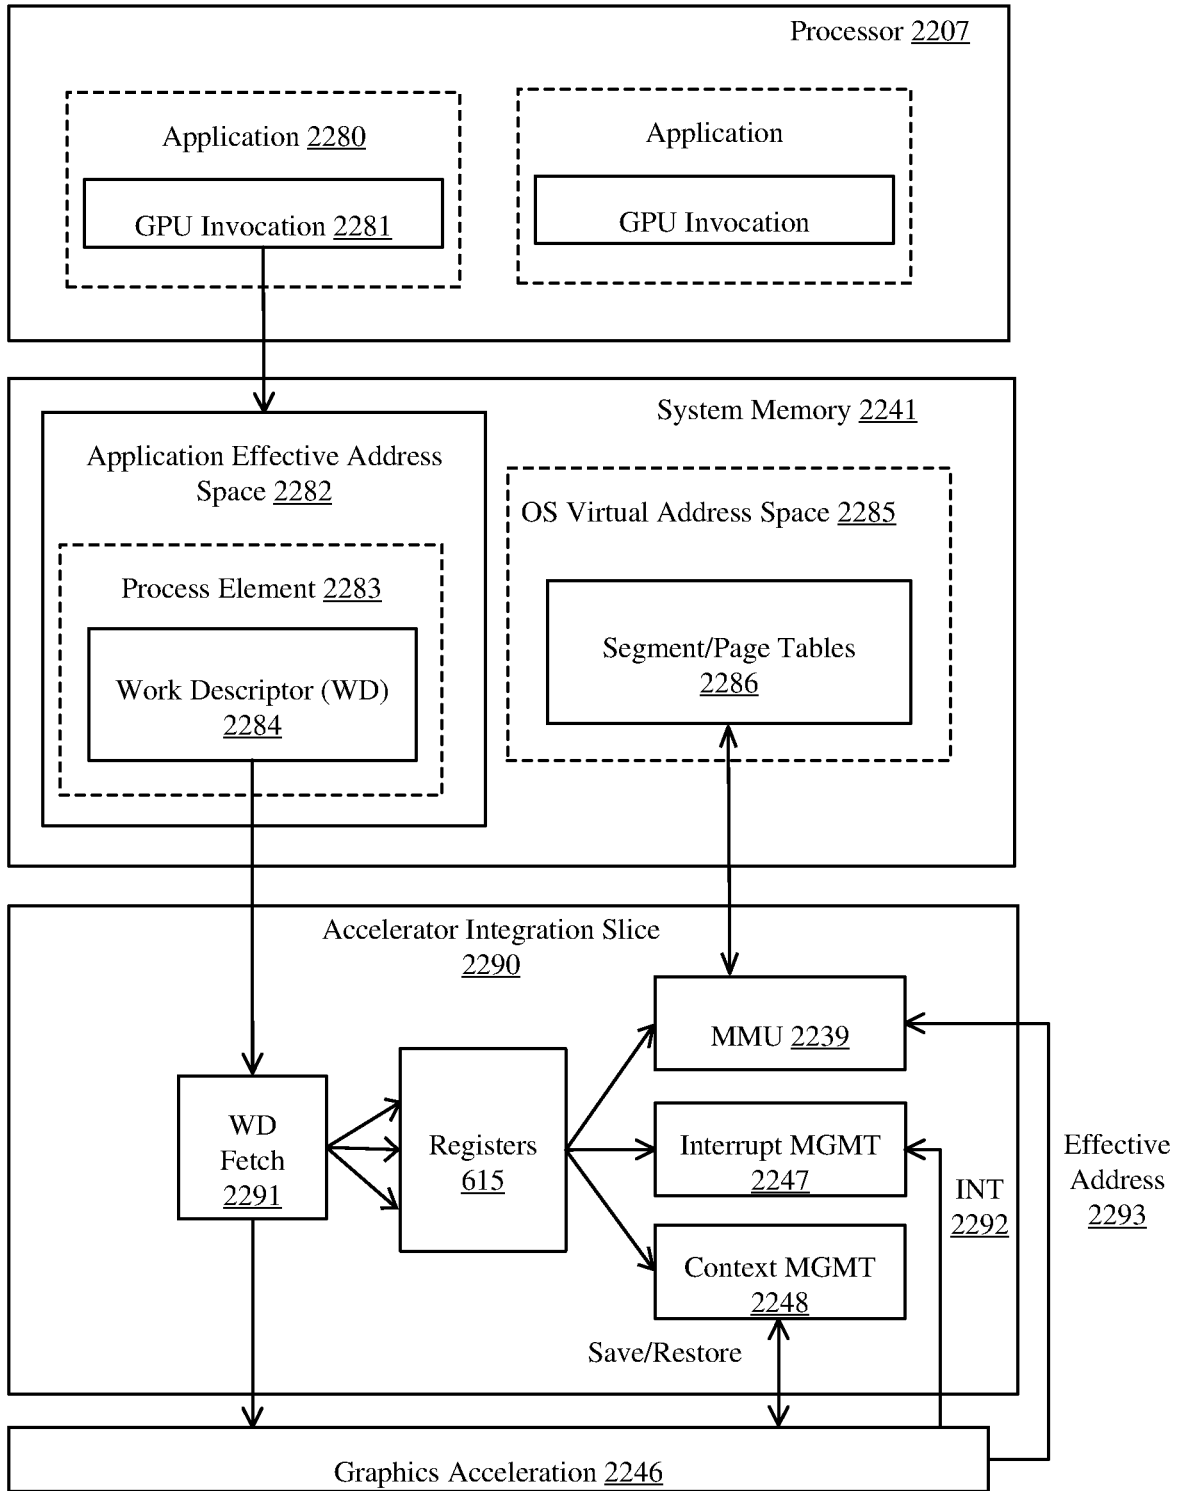 Processor 2207
Application 2280
GPU Invocation 2281
Application
GPU Invocation
System Memory 2241
Application Effective Address
Space 2282
Process Element 2283
Work Descriptor (WD)
2284
OS Virtual Address Space 2285
Segment/Page Tables
2286
Accelerator Integration Slice
2290
WD
Fetch
2291
Registers
615
MMU 2239
Interrupt MGMT
2247
Context MGMT
2248
Save/Restore
INT
2292
Effective
Address
2293
Graphics Acceleration 2246